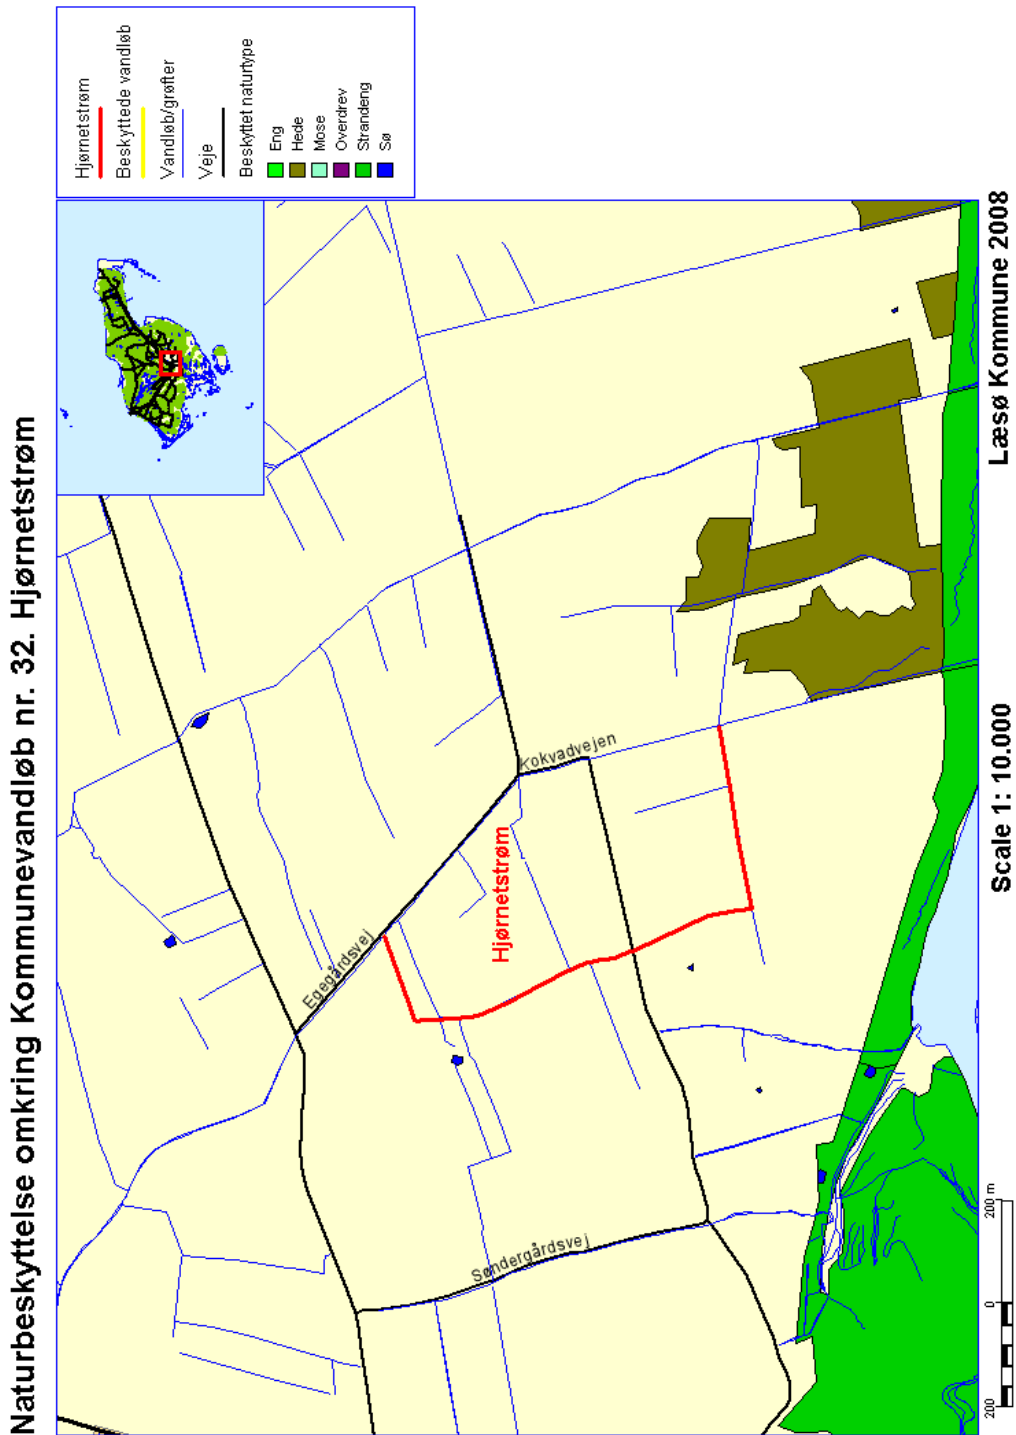 Naturbeskyttelse omkring Kommunevandløb nr. 32. Hjørnetstrøm
Hjørnetstrøm
Beskyttede vandløb
Vandløb/grøfter
Veje
Beskyttet naturtype
Eng
Hede
Mose
Overdrev
Strandeng
Sø
Egegårdsvej
Kokvadvejen
Hjørnetstrøm
Søndergårdsvej
200 0 200 m
Scale 1: 10.000
Læsø Kommune 2008